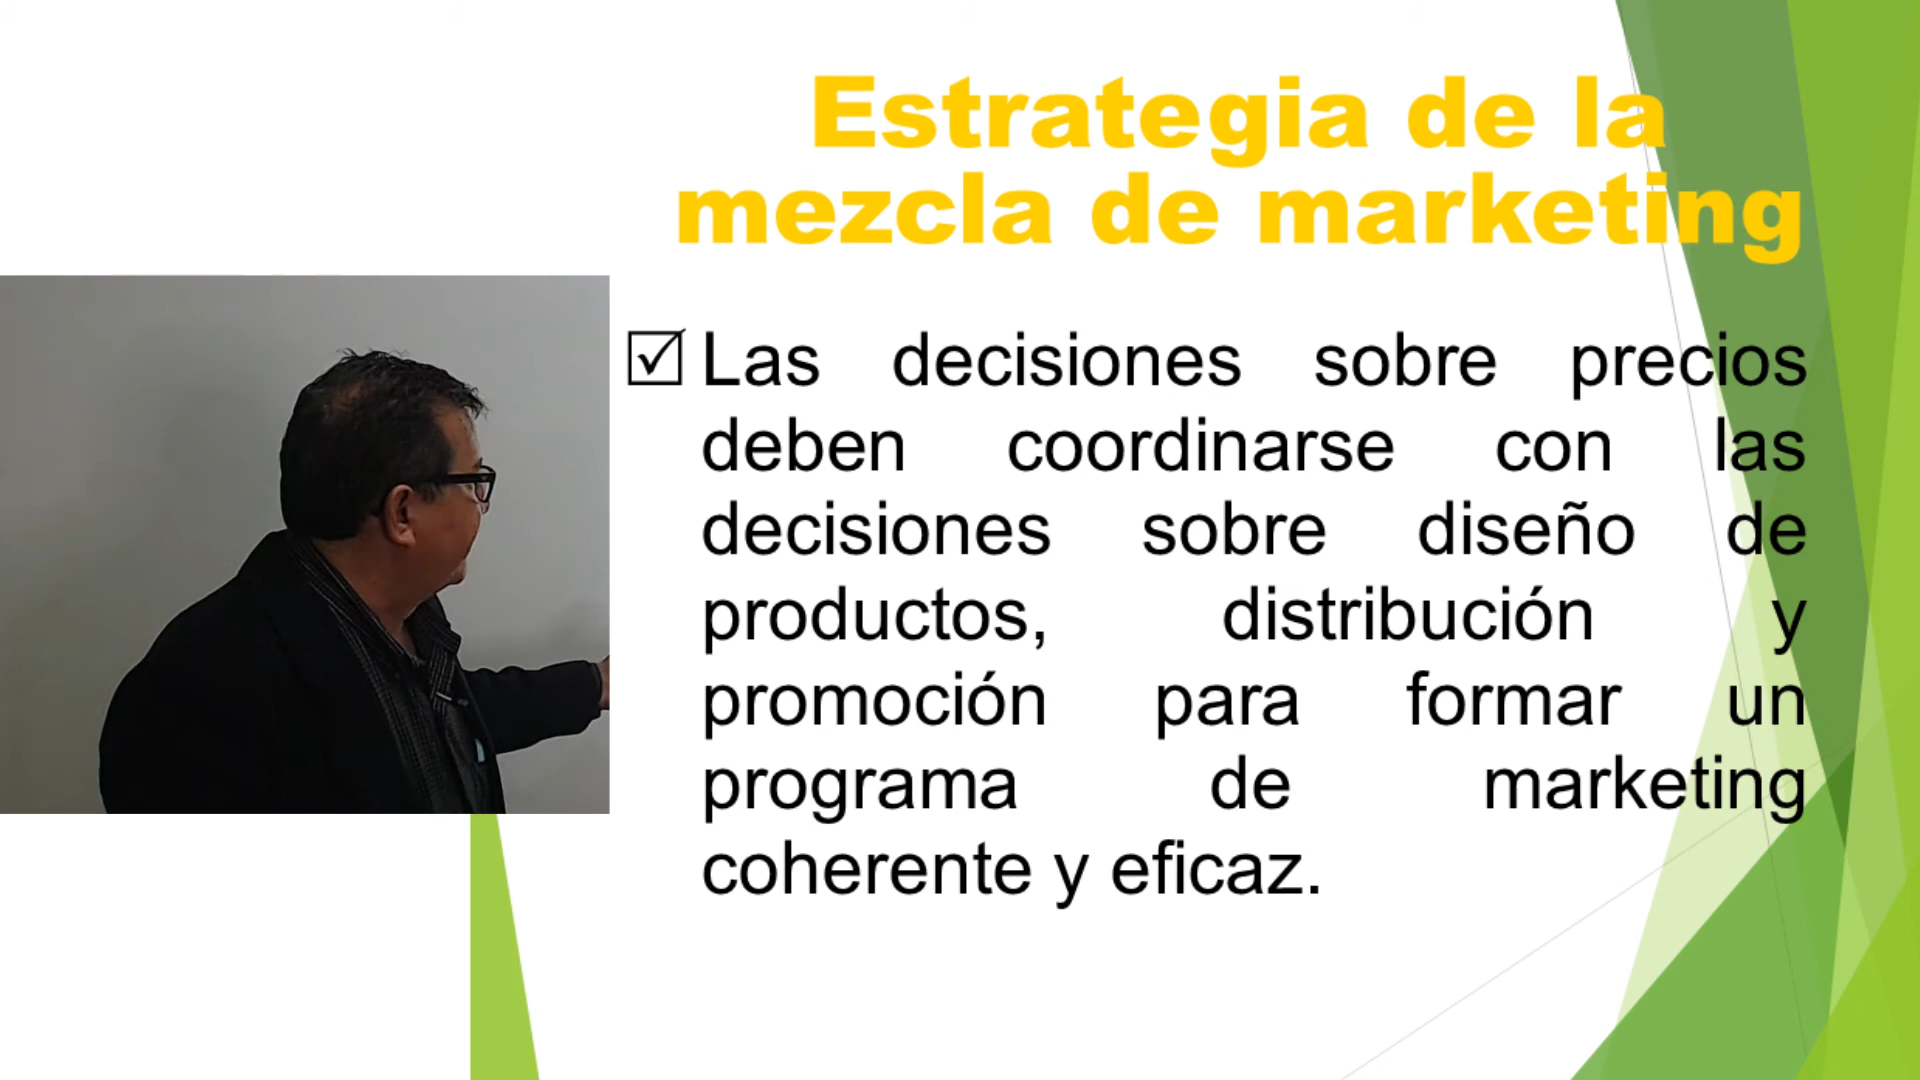 Estrategia de la
mezcla de marketing
Las decisiones sobre precios
deben coordinarse con las
decisiones sobre diseño de
productos, distribución y
promoción para formar un
programa de marketing
coherente y eficaz.